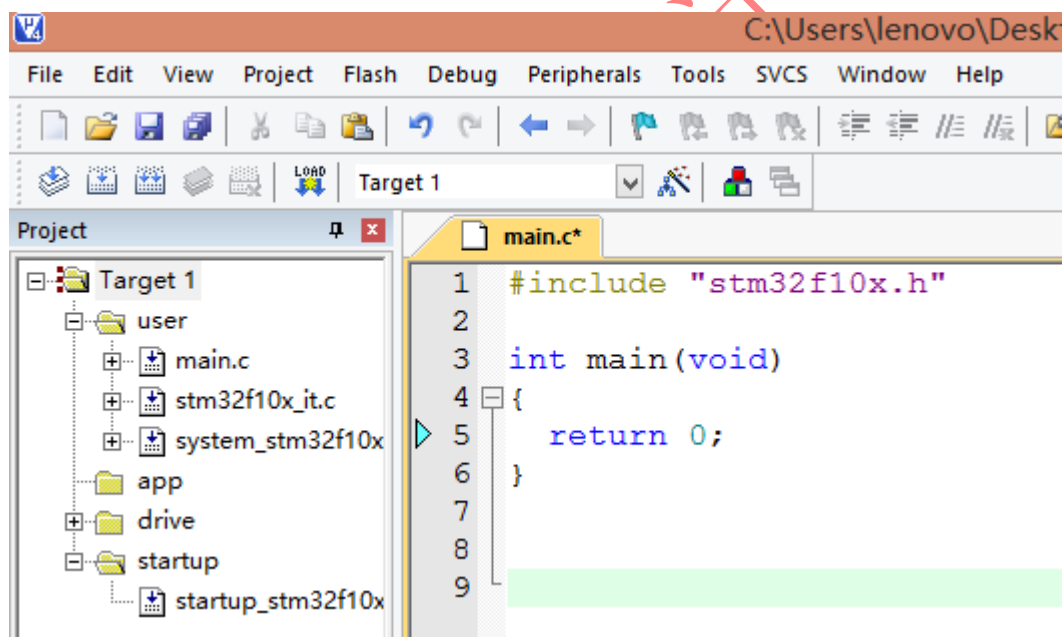 C:\Users\lenovo\Desk
File Edit View Project Flash Debug Peripherals Tools SVCS Window Help
LOAD Target 1
Project
main.c*
Target 1
user
main.c
stm32f10x_it.c
system_stm32f10x
app
drive
startup
startup_stm32f10x
1 #include "stm32f10x.h"
2
3 int main(void)
4 {
5 return 0;
6 }
7
8
9